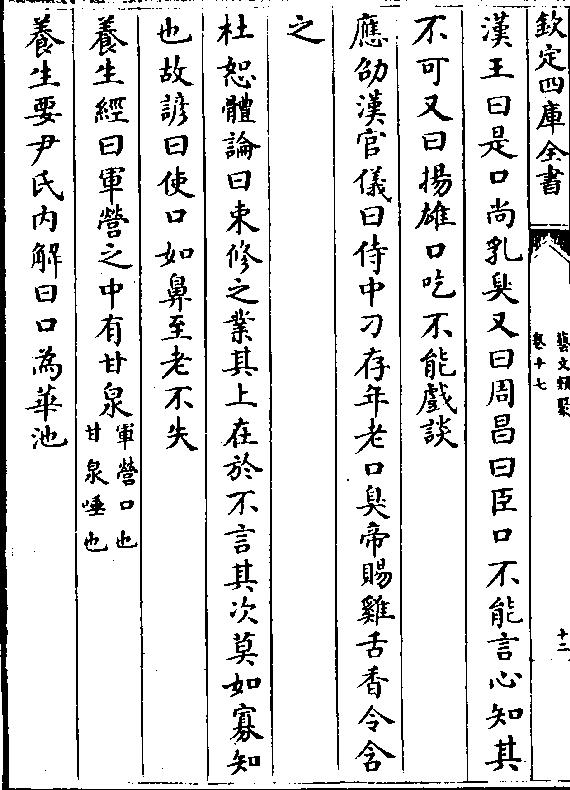 欽定四庫全書
藝文類聚
卷十七
十二
漢王曰是口尚乳臭又曰周昌曰臣口不能言心知其
不可又曰揚雄口吃不能戲談
應劭漢官儀曰侍中刁存年老口臭帝賜雞舌香令含
之
杜恕體論曰束修之業其上在於不言其次莫如寡知
也故諺曰使口如鼻至老不失
養生經曰軍營之中有甘泉軍營口也
甘泉唾也
養生要尹氏内解曰口為華池